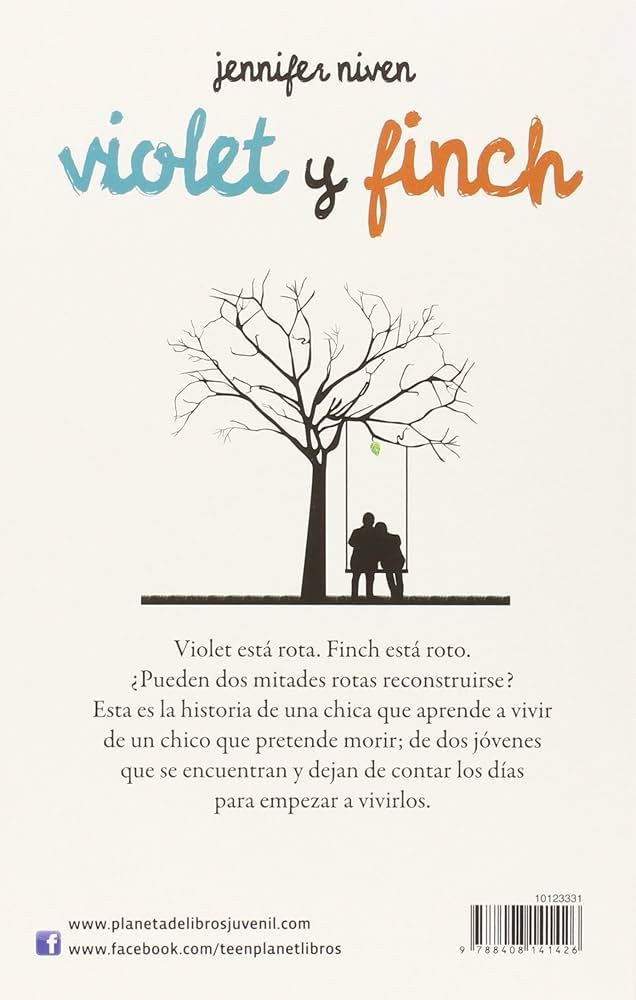 jennifer niven
violet y finch
Violet está rota. Finch está roto.
¿Pueden dos mitades rotas reconstruirse?
Esta es la historia de una chica que aprende a vivir
de un chico que pretende morir; de dos jóvenes
que se encuentran y dejan de contar los días
para empezar a vivirlos.
10123331
www.planetadelibrosjuvenil.com
f www.facebook.com/teenplanetlibros
9 788408 141426